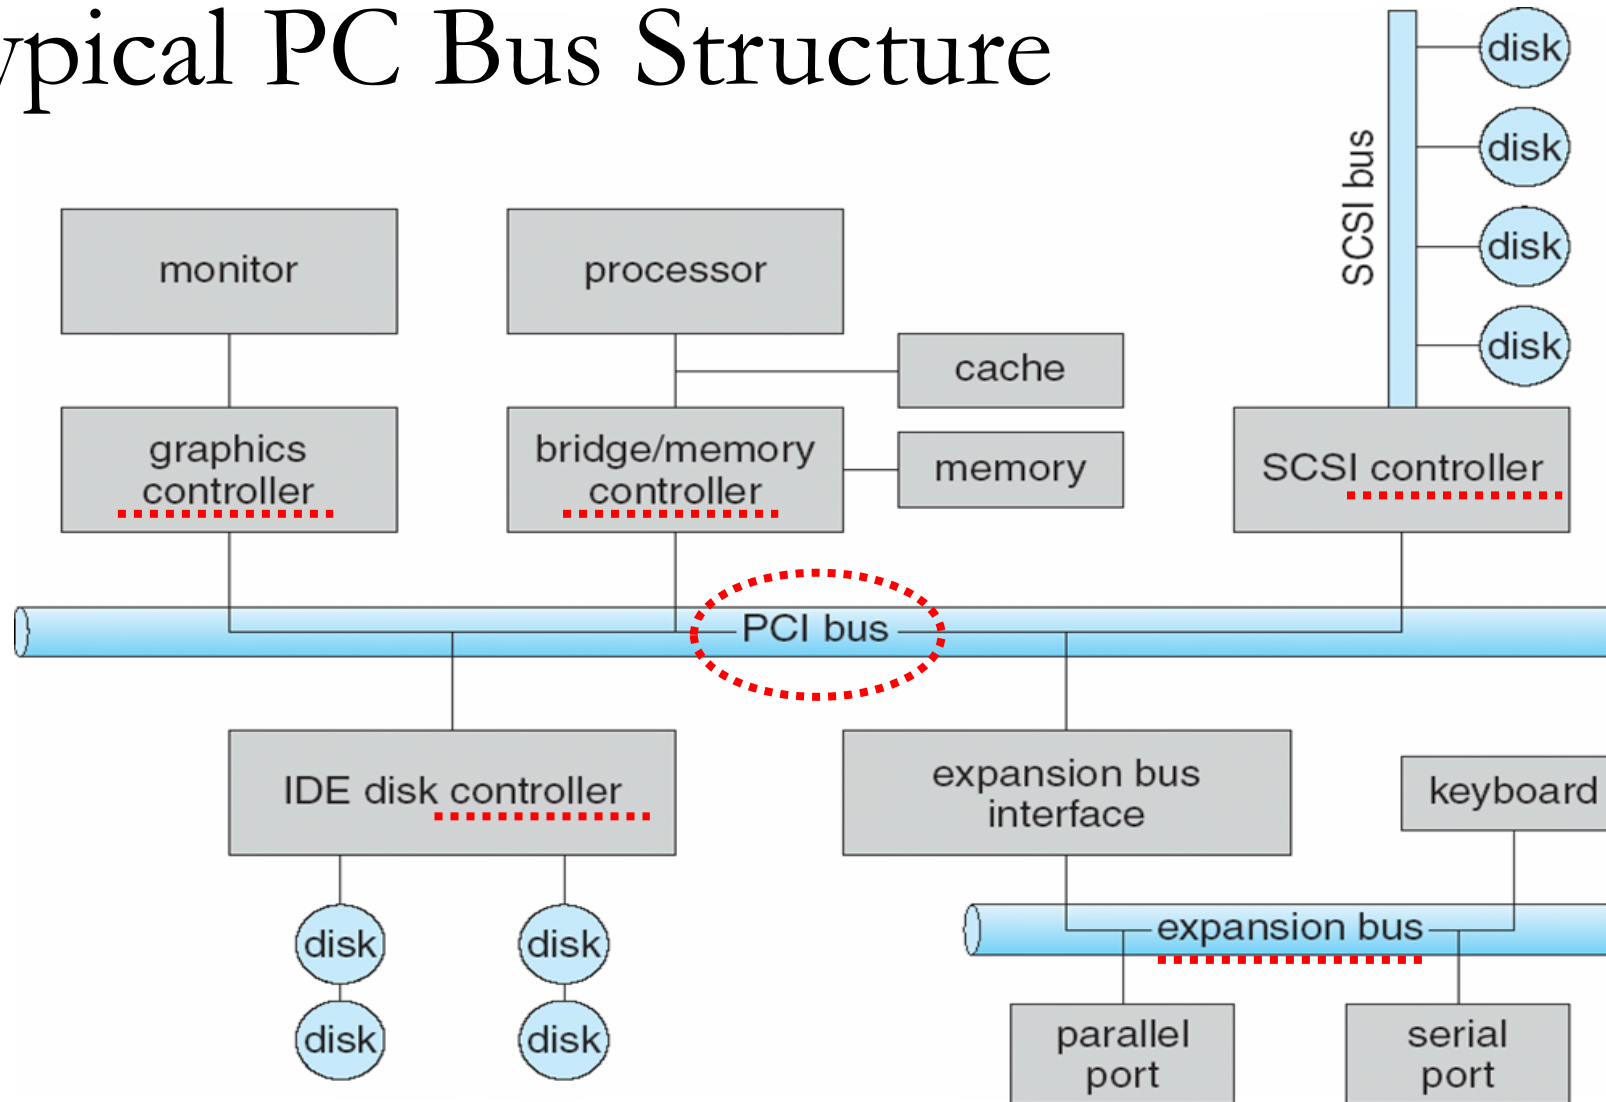 ypical PC Bus Structure
disk
disk
disk
disk
SCSI bus
monitor
processor
cache
graphics
controller
bridge/memory
controller
memory
SCSI controller
PCI bus
IDE disk controller
expansion bus
interface
keyboard
disk
disk
expansion bus
disk
disk
parallel
port
serial
port